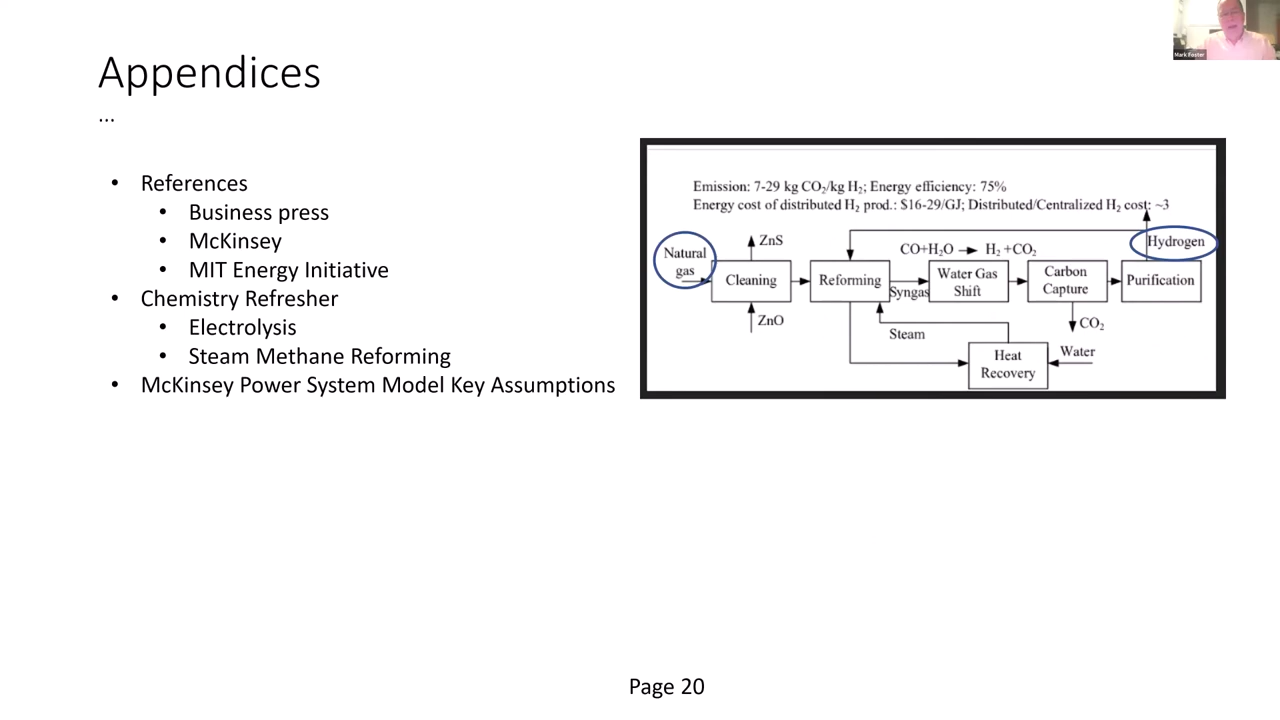 Mark Foster
Appendices
...
• References
• Business press
• McKinsey
• MIT Energy Initiative
• Chemistry Refresher
• Electrolysis
• Steam Methane Reforming
• McKinsey Power System Model Key Assumptions
Emission: 7-29 kg CO₂/kg H₂; Energy efficiency: 75%
Energy cost of distributed H₂ prod.: $16-29/GJ; Distributed/Centralized H₂ cost: ~3
Natural
gas
ZnS
Cleaning
ZnO
Reforming
Syngas
CO+H₂O → H₂ +CO₂
Water Gas
Shift
Carbon
Capture
CO₂
Hydrogen
Purification
Steam
Heat
Recovery
Water
Page 20